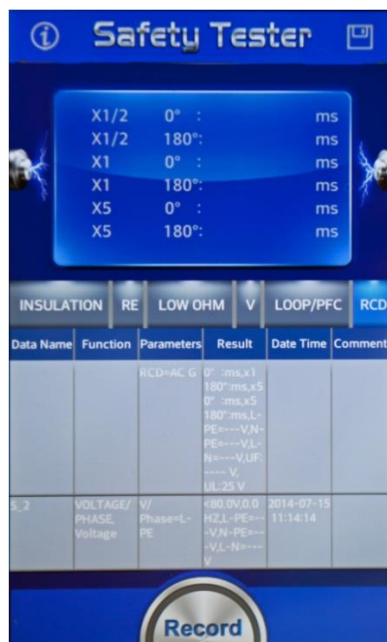 Safety Tester
X1/2 0° : ms
X1/2 180°: ms
X1 0° : ms
X1 180°: ms
X5 0° : ms
X5 180°: ms
INSULATION RE LOW OHM V LOOP/PFC RCD
Data Name Function Parameters Result Date Time Comment
RCD=AC G
0° :ms,x1
180°:ms,x5
0° :ms,x5
180°:ms,L-
PE=---V,N-
PE=---V,L-
N=---V,UF:
---- V,
UL:25 V
S_2
VOLTAGE/
PHASE,
Voltage
V/
Phase=L-
PE
<80.0V,0.0
HZ,L-PE=--
-V,N-PE=--
-V,L-N=---
V
2014-07-15
11:14:14
Record